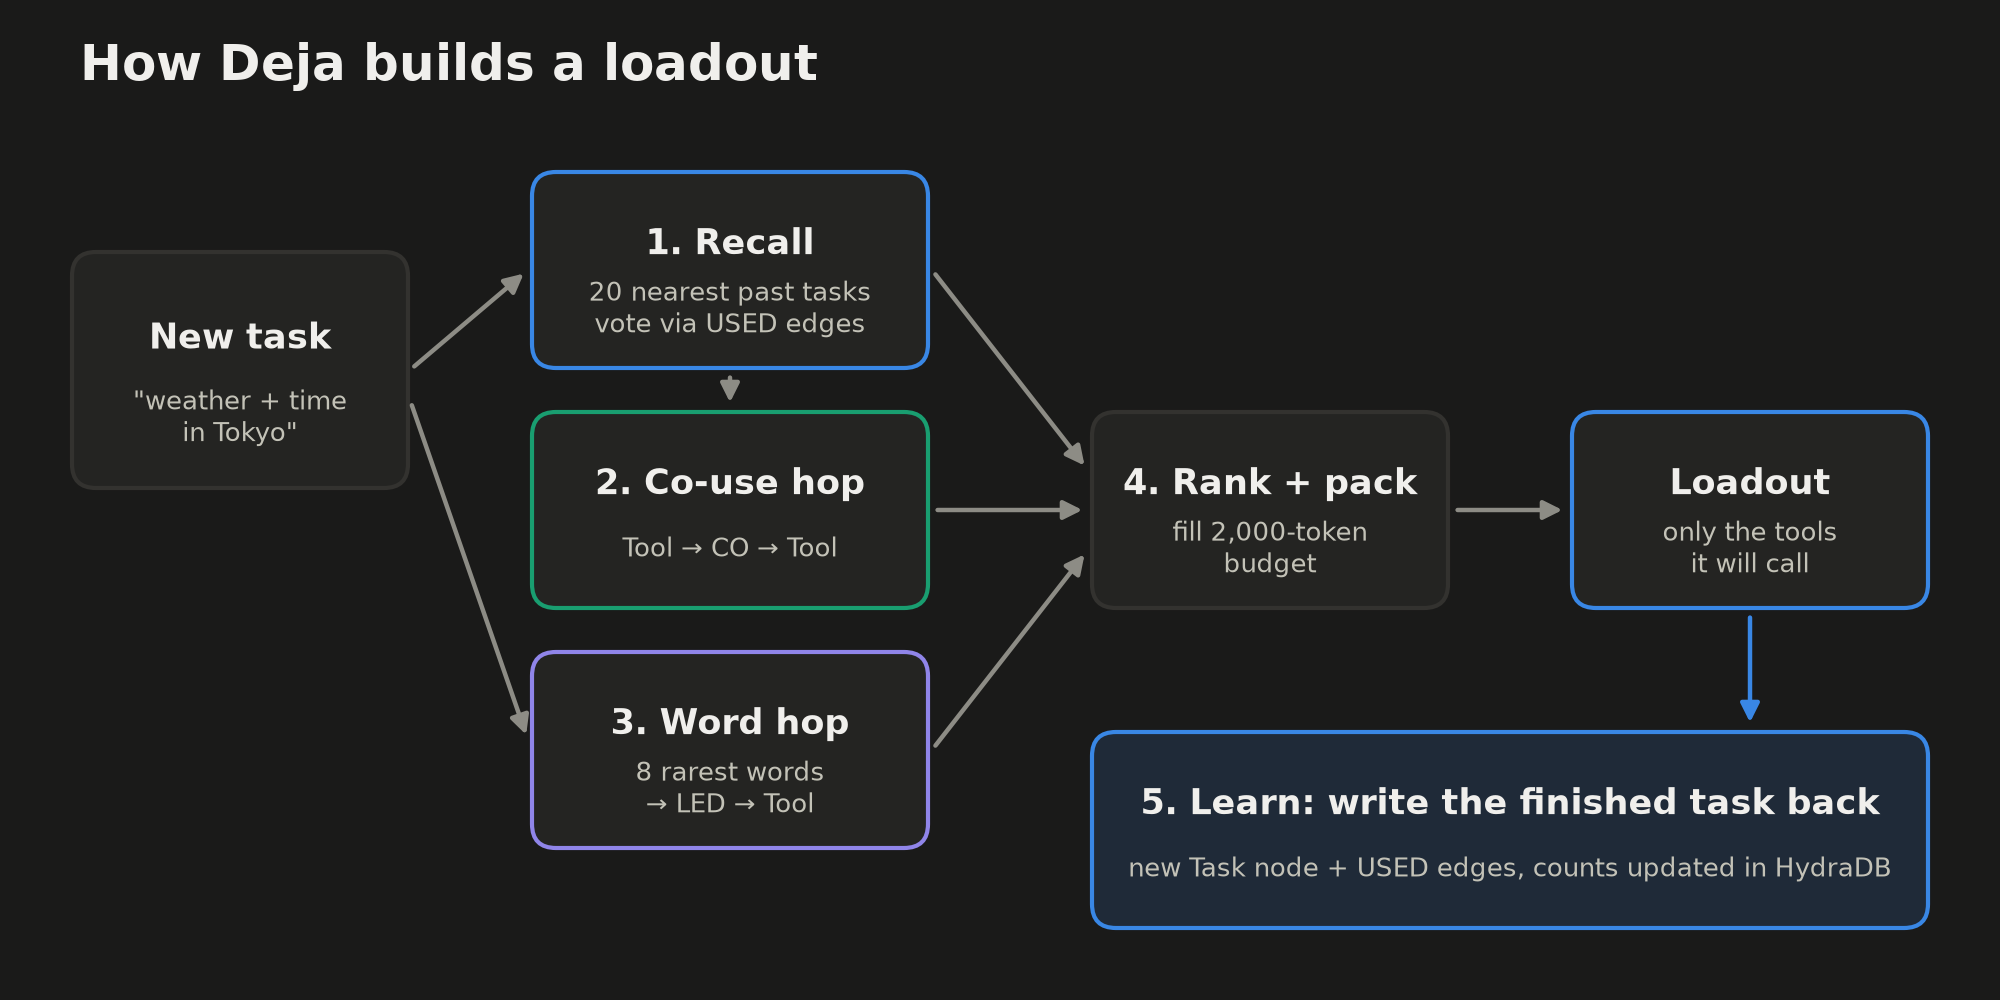 How Deja builds a loadout
New task
"weather + time
in Tokyo"
1. Recall
20 nearest past tasks
vote via USED edges
2. Co-use hop
Tool → CO → Tool
3. Word hop
8 rarest words
→ LED → Tool
4. Rank + pack
fill 2,000-token
budget
Loadout
only the tools
it will call
5. Learn: write the finished task back
new Task node + USED edges, counts updated in HydraDB